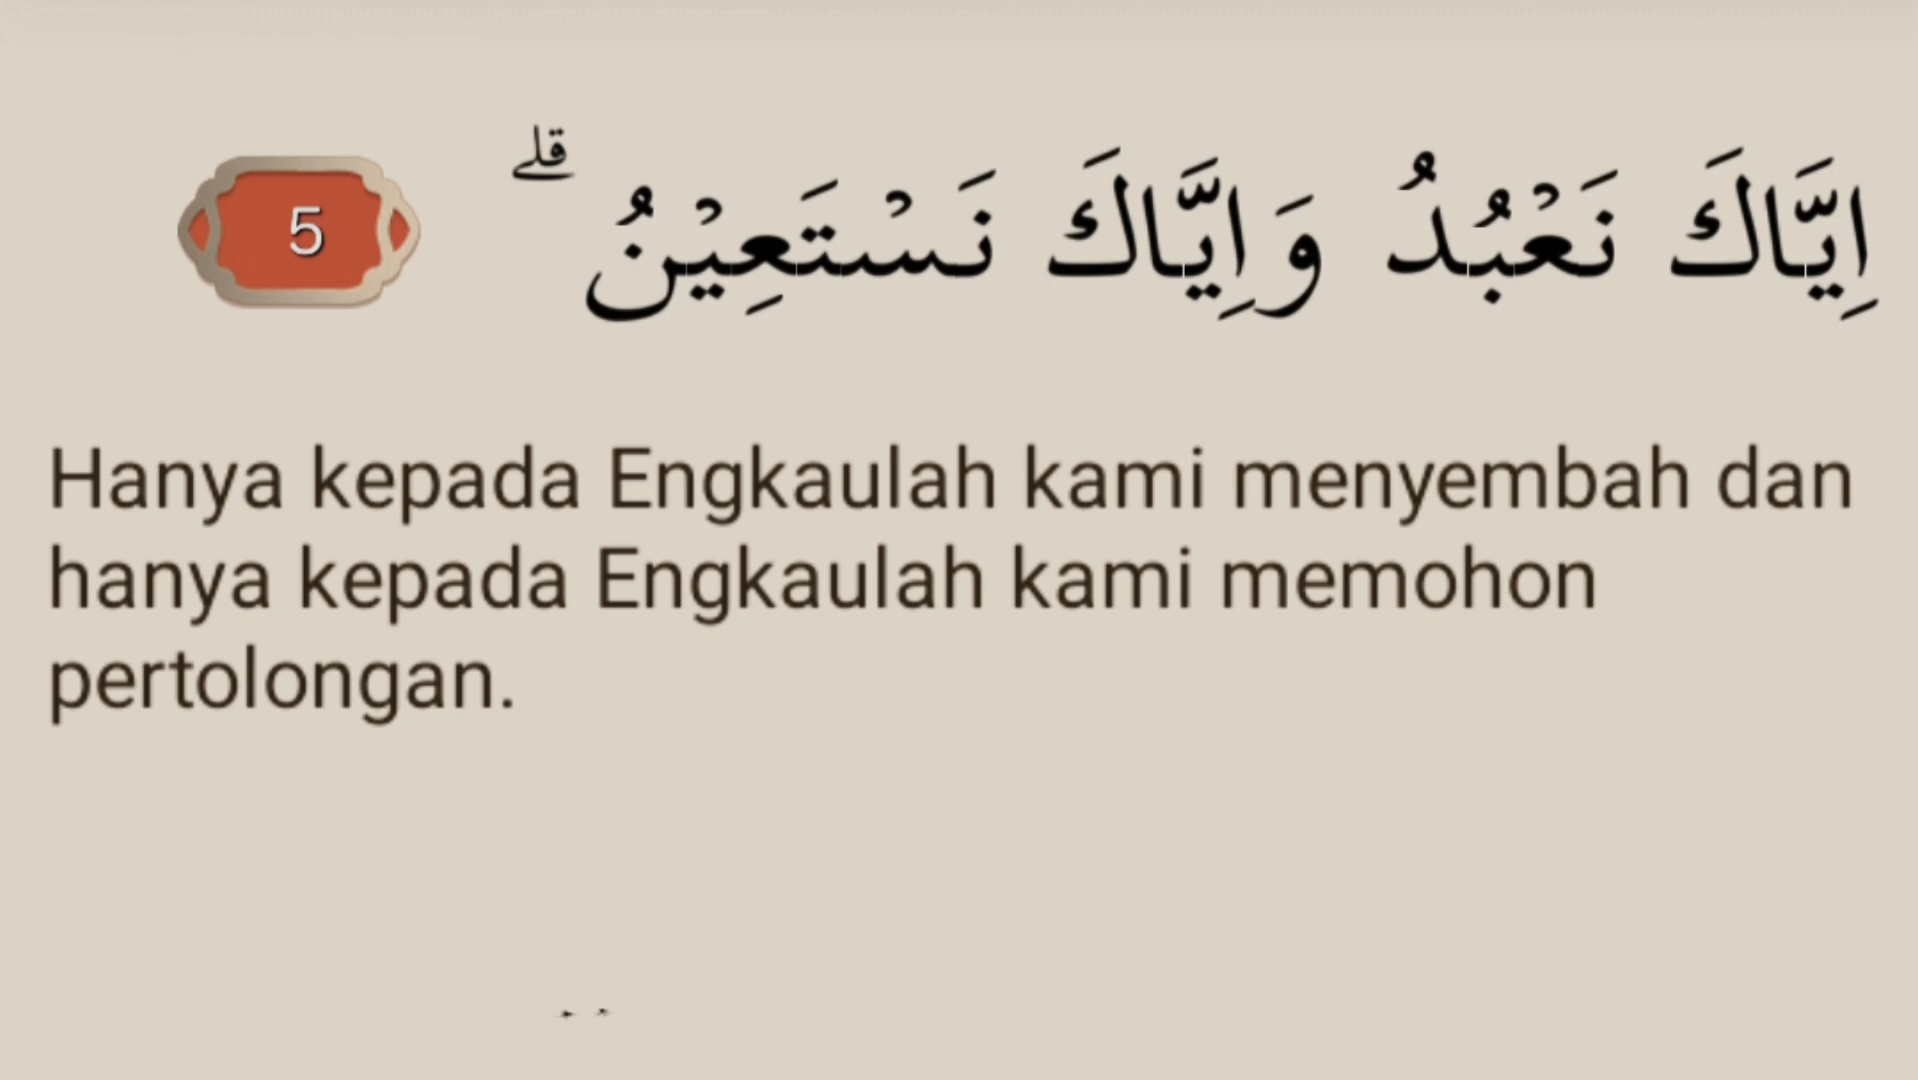 اِيَّاكَ نَعْبُدُ وَاِيَّاكَ نَسْتَعِيْنُۗ
5
Hanya kepada Engkaulah kami menyembah dan
hanya kepada Engkaulah kami memohon
pertolongan.